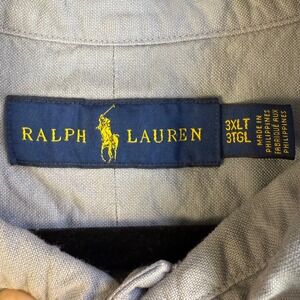 RALPH LAUREN
3XLT
3TGL
MADE IN
PHILIPPINES
FABRIQUÉ AUX
PHILIPPINES